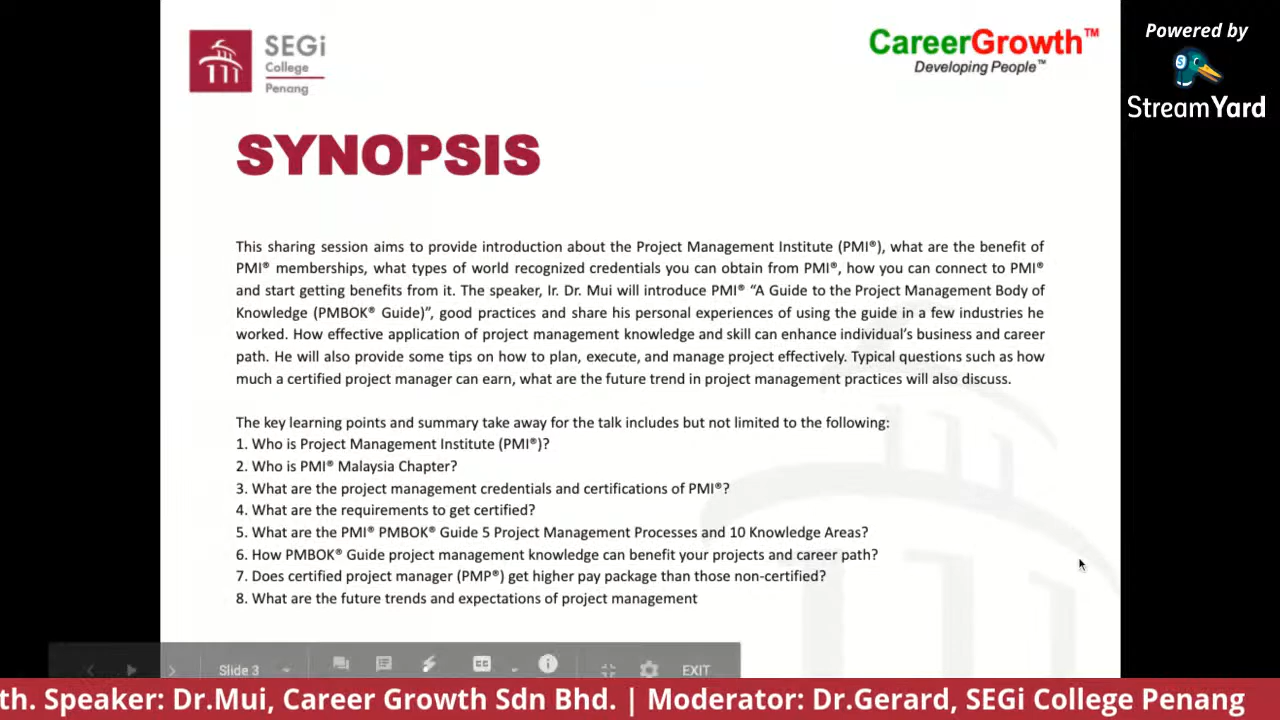 SEGi
College
Penang
CareerGrowth™
Developing People™
Powered by
StreamYard
SYNOPSIS
This sharing session aims to provide introduction about the Project Management Institute (PMI®), what are the benefit of
PMI® memberships, what types of world recognized credentials you can obtain from PMI®, how you can connect to PMI®
and start getting benefits from it. The speaker, Ir. Dr. Mui will introduce PMI® “A Guide to the Project Management Body of
Knowledge (PMBOK® Guide)”, good practices and share his personal experiences of using the guide in a few industries he
worked. How effective application of project management knowledge and skill can enhance individual’s business and career
path. He will also provide some tips on how to plan, execute, and manage project effectively. Typical questions such as how
much a certified project manager can earn, what are the future trend in project management practices will also discuss.
The key learning points and summary take away for the talk includes but not limited to the following:
1. Who is Project Management Institute (PMI®)?
2. Who is PMI® Malaysia Chapter?
3. What are the project management credentials and certifications of PMI®?
4. What are the requirements to get certified?
5. What are the PMI® PMBOK® Guide 5 Project Management Processes and 10 Knowledge Areas?
6. How PMBOK® Guide project management knowledge can benefit your projects and career path?
7. Does certified project manager (PMP®) get higher pay package than those non-certified?
8. What are the future trends and expectations of project management
Slide 3
CC
EXIT
th. Speaker: Dr.Mui, Career Growth Sdn Bhd. | Moderator: Dr.Gerard, SEGi College Penang